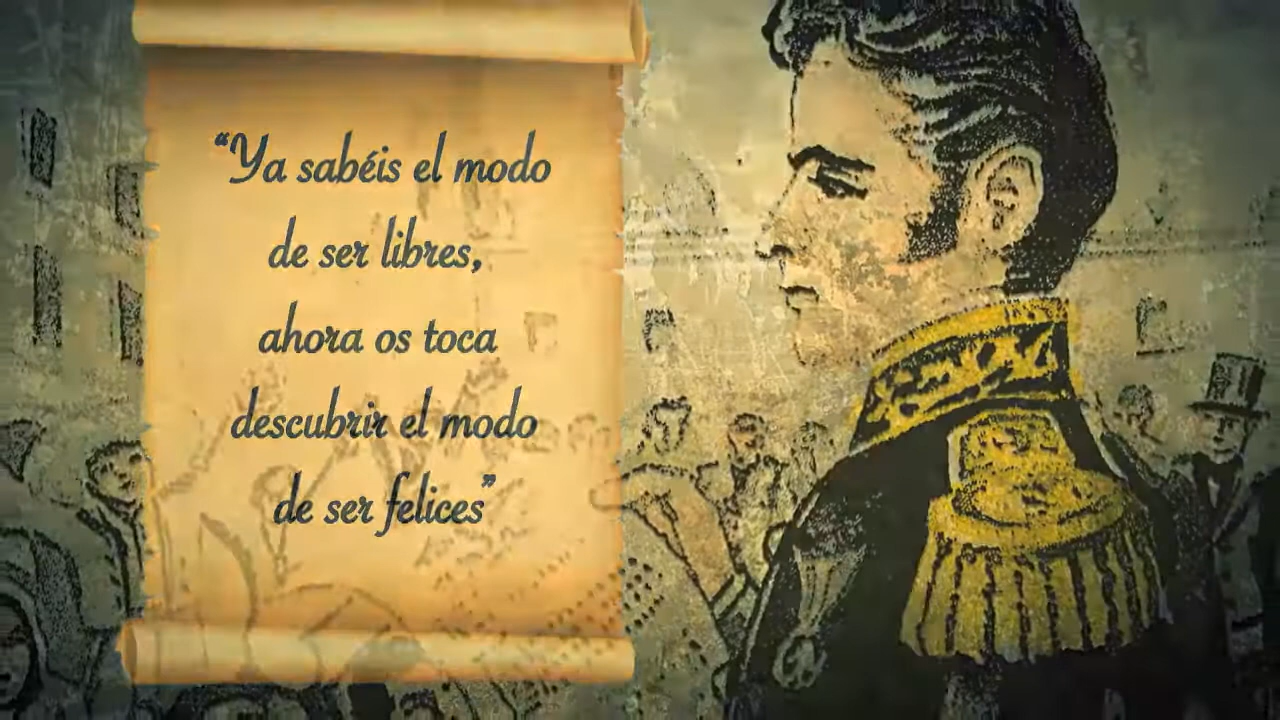 “Ya sabéis el modo
de ser libres,
ahora os toca
descubrir el modo
de ser felices”